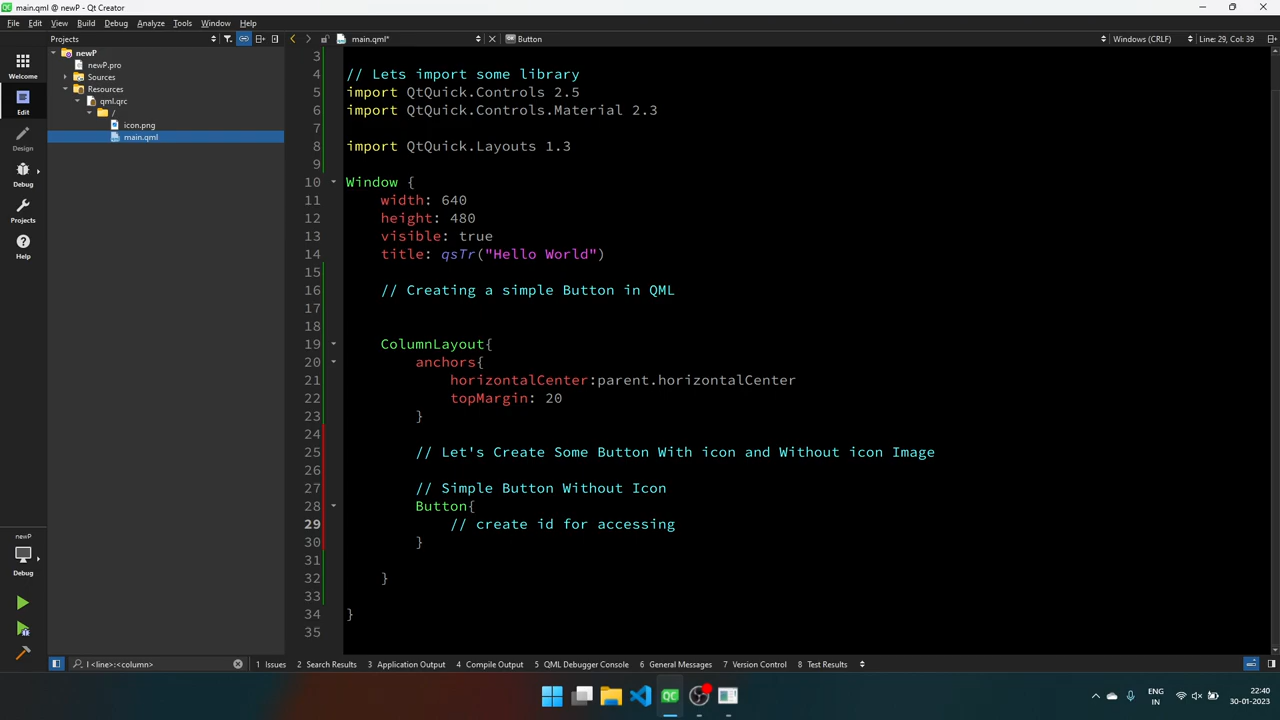 main.qml @ newP - Qt Creator
File Edit View Build Debug Analyze Tools Window Help
Projects
main.qml*
Button
Windows (CRLF)
Line: 29, Col: 39
Welcome
Edit
Design
Debug
Projects
Help
newP
Debug
newP
newP.pro
Sources
Resources
qml.qrc
/
icon.png
main.qml
3
4 // Lets import some library
5 import QtQuick.Controls 2.5
6 import QtQuick.Controls.Material 2.3
7
8 import QtQuick.Layouts 1.3
9
10 Window {
11 width: 640
12 height: 480
13 visible: true
14 title: qsTr("Hello World")
15
16 // Creating a simple Button in QML
17
18
19 ColumnLayout{
20 anchors{
21 horizontalCenter:parent.horizontalCenter
22 topMargin: 20
23 }
24
25 // Let's Create Some Button With icon and Without icon Image
26
27 // Simple Button Without Icon
28 Button{
29 // create id for accessing
30 }
31
32 }
33
34 }
35
l <line>:<column>
1 Issues 2 Search Results 3 Application Output 4 Compile Output 5 QML Debugger Console 6 General Messages 7 Version Control 8 Test Results
QC
ENG
IN
22:40
30-01-2023